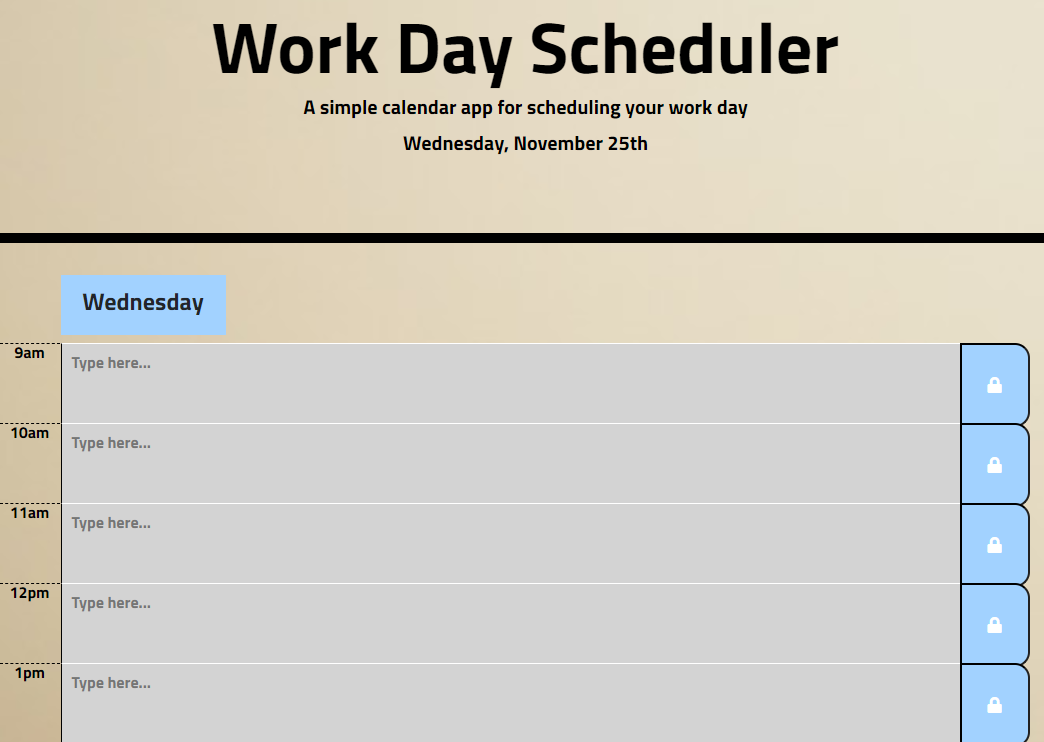 Work Day Scheduler
A simple calendar app for scheduling your work day
Wednesday, November 25th
Wednesday
9am
Type here...
10am
Type here...
11am
Type here...
12pm
Type here...
1pm
Type here...